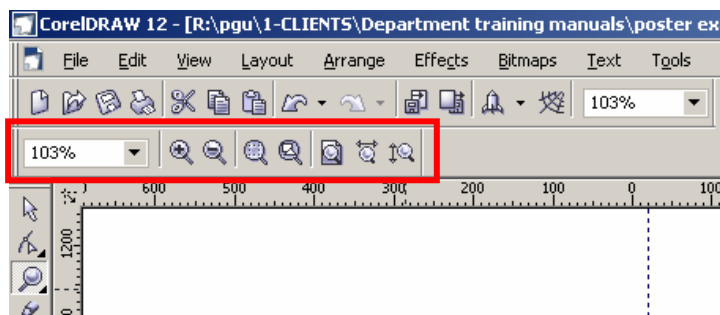 CorelDRAW 12 - [R:\pgu\1-CLIENTS\Department training manuals\poster ex
File Edit View Layout Arrange Effects Bitmaps Text Tools
103%
103%
600 500 400 300 200 100 0 100
1200